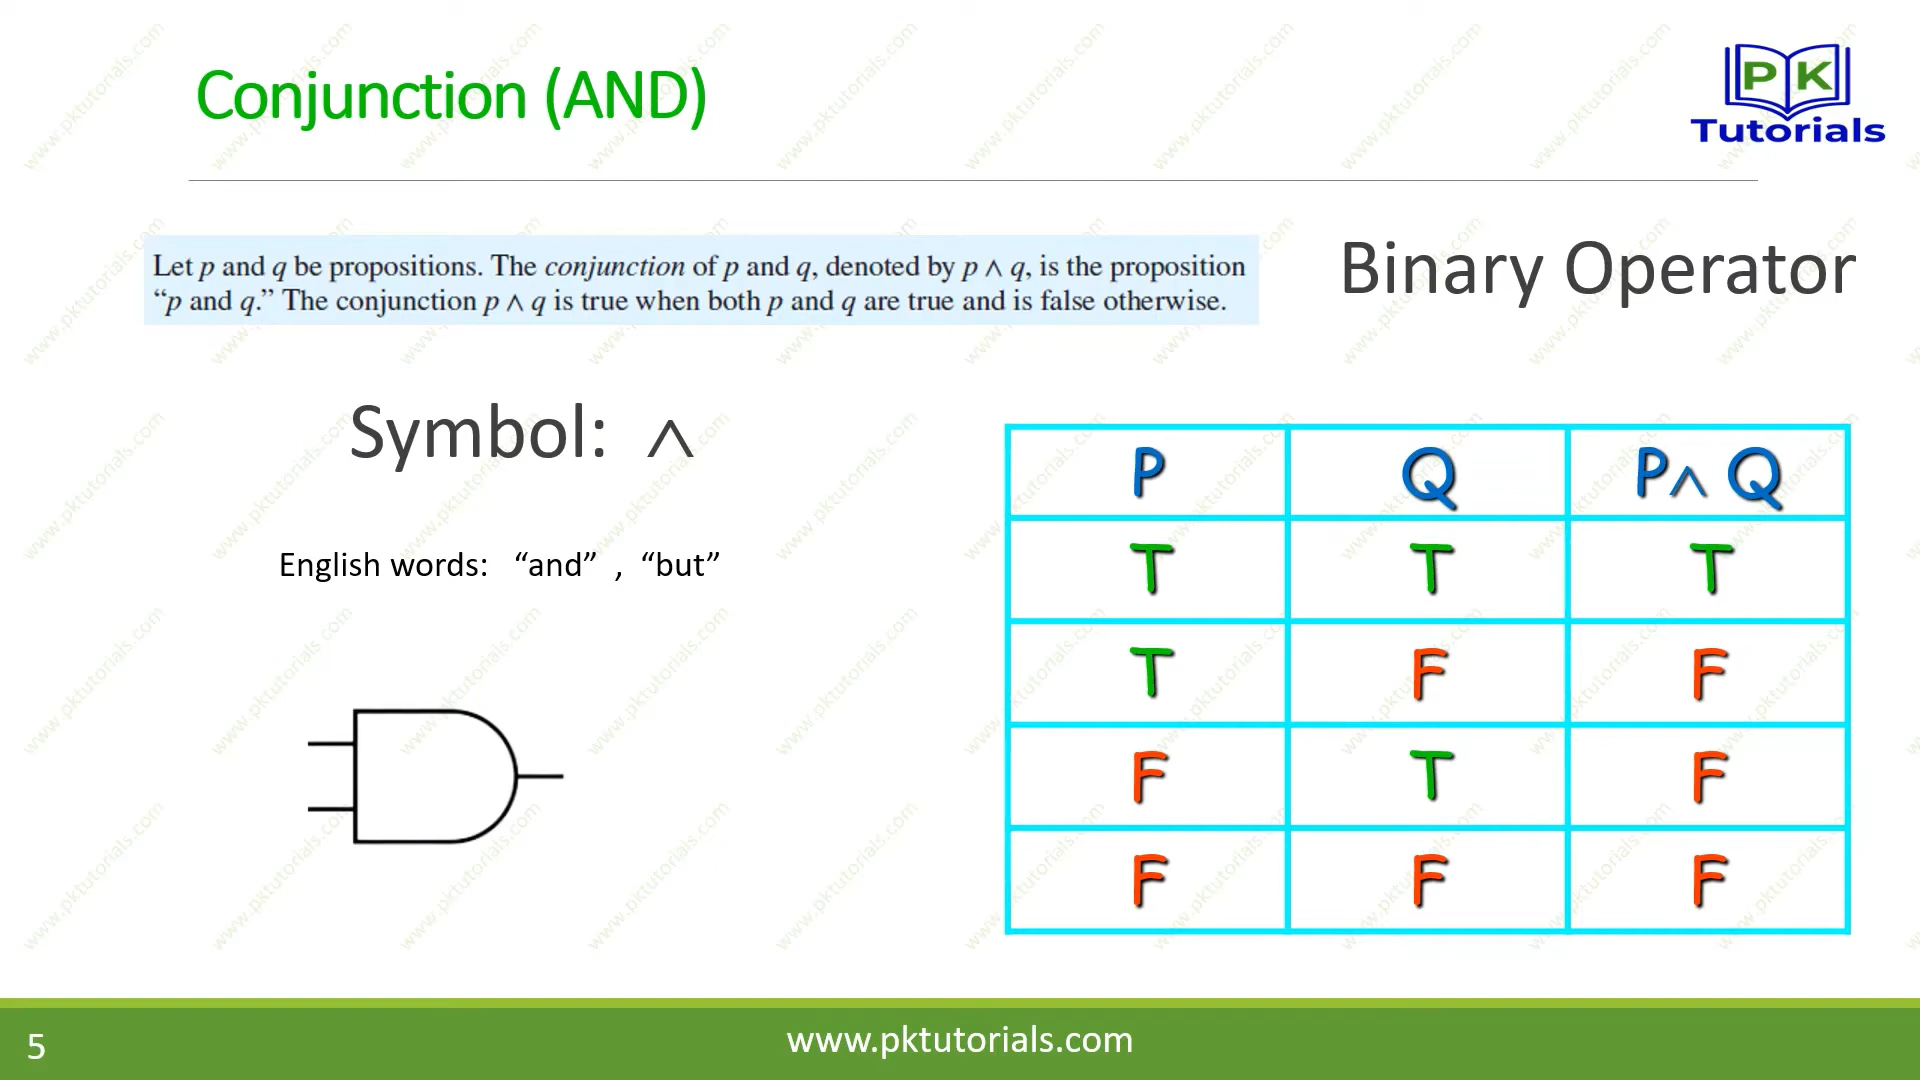 Conjunction (AND)
PK
Tutorials
Let p and q be propositions. The conjunction of p and q, denoted by p ∧ q, is the proposition
“p and q.” The conjunction p ∧ q is true when both p and q are true and is false otherwise.
Binary Operator
Symbol: ∧
English words: “and” , “but”
P Q P∧ Q
T T T
T F F
F T F
F F F
5
www.pktutorials.com